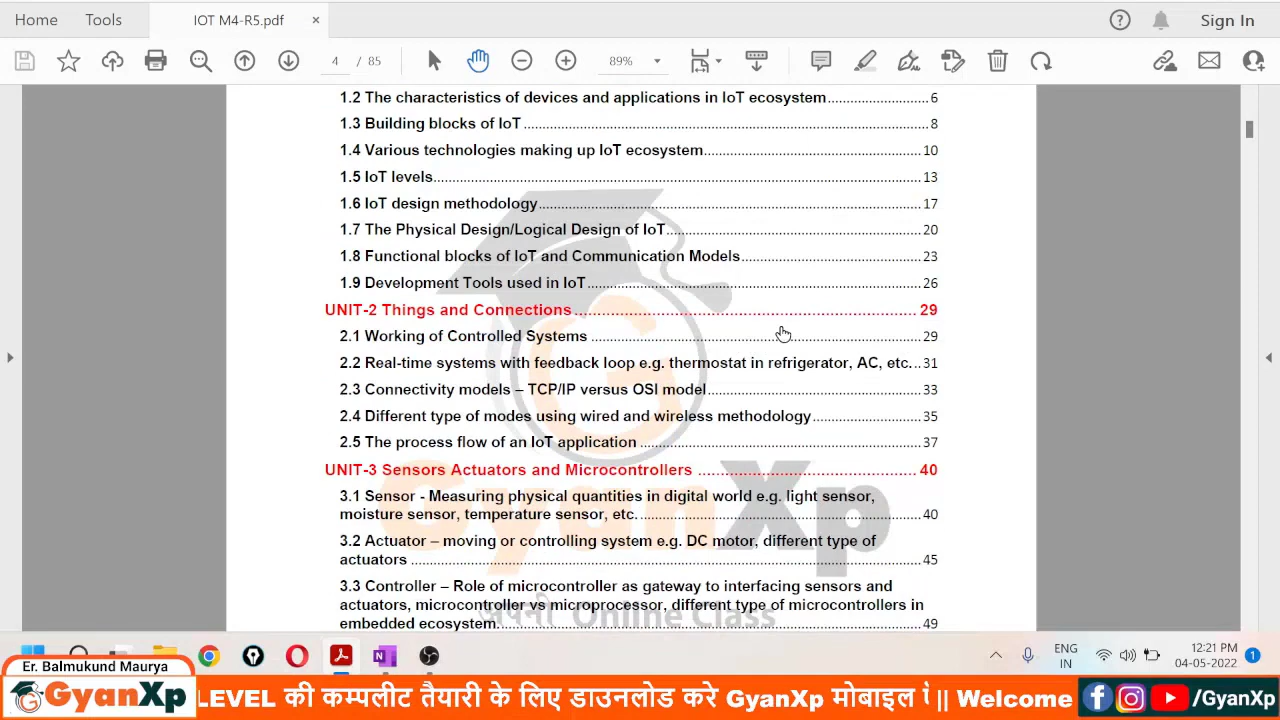 Home Tools IOT M4-R5.pdf × Sign In
4 / 85 89%
1.2 The characteristics of devices and applications in IoT ecosystem 6
1.3 Building blocks of IoT 8
1.4 Various technologies making up IoT ecosystem 10
1.5 IoT levels 13
1.6 IoT design methodology 17
1.7 The Physical Design/Logical Design of IoT 20
1.8 Functional blocks of IoT and Communication Models 23
1.9 Development Tools used in IoT 26
UNIT-2 Things and Connections 29
2.1 Working of Controlled Systems 29
2.2 Real-time systems with feedback loop e.g. thermostat in refrigerator, AC, etc. 31
2.3 Connectivity models – TCP/IP versus OSI model 33
2.4 Different type of modes using wired and wireless methodology 35
2.5 The process flow of an IoT application 37
UNIT-3 Sensors Actuators and Microcontrollers 40
3.1 Sensor - Measuring physical quantities in digital world e.g. light sensor,
moisture sensor, temperature sensor, etc. 40
3.2 Actuator – moving or controlling system e.g. DC motor, different type of
actuators 45
3.3 Controller – Role of microcontroller as gateway to interfacing sensors and
actuators, microcontroller vs microprocessor, different type of microcontrollers in
embedded ecosystem. 49
GyanXp
अपनी Online Class
ENG
IN
12:21 PM
04-05-2022
1
Er. Balmukund Maurya
GyanXp
LEVEL की कम्पलीट तैयारी के लिए डाउनलोड करे GyanXp मोबाइल || Welcome
/GyanXp